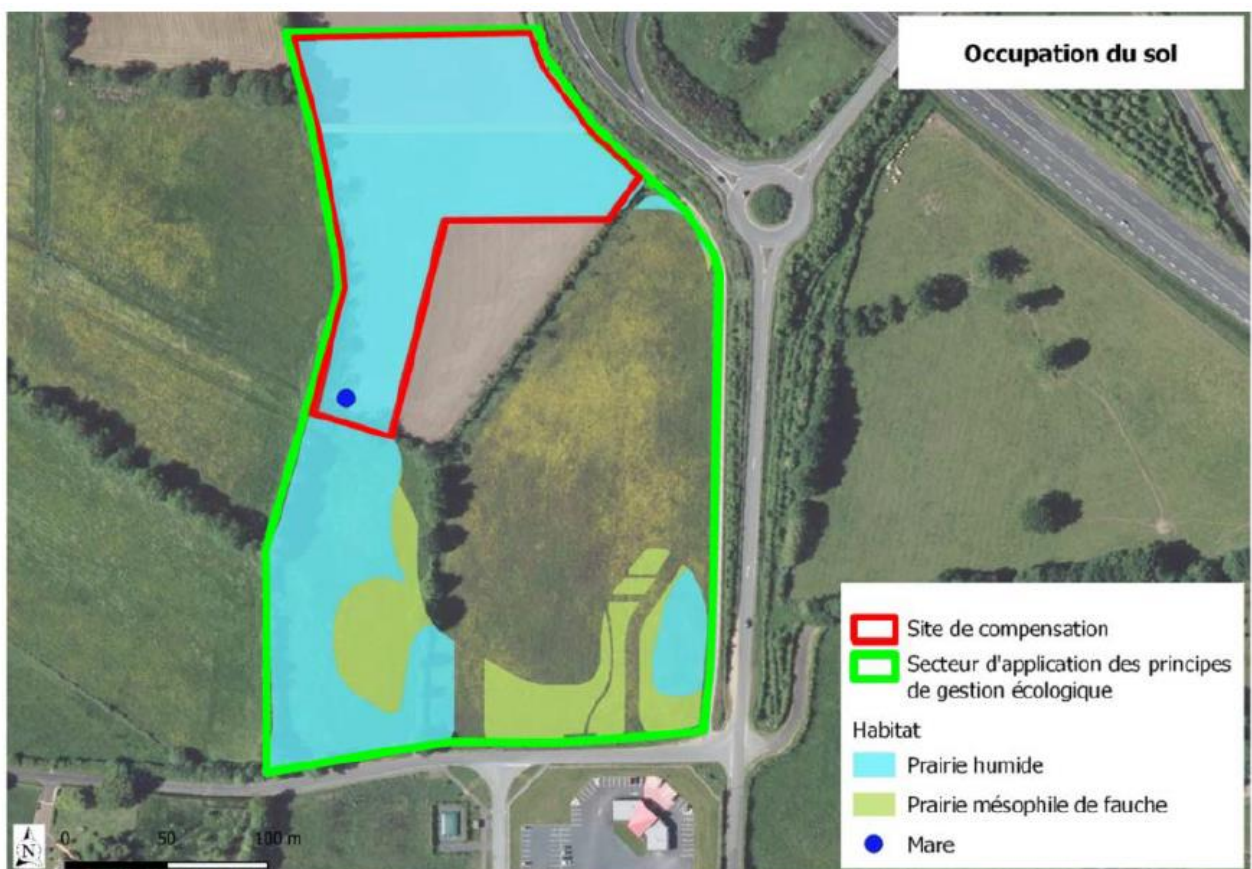 Occupation du sol
Site de compensation
Secteur d'application des principes
de gestion écologique
Habitat
Prairie humide
Prairie mésophile de fauche
Mare
N
0 50 100 m